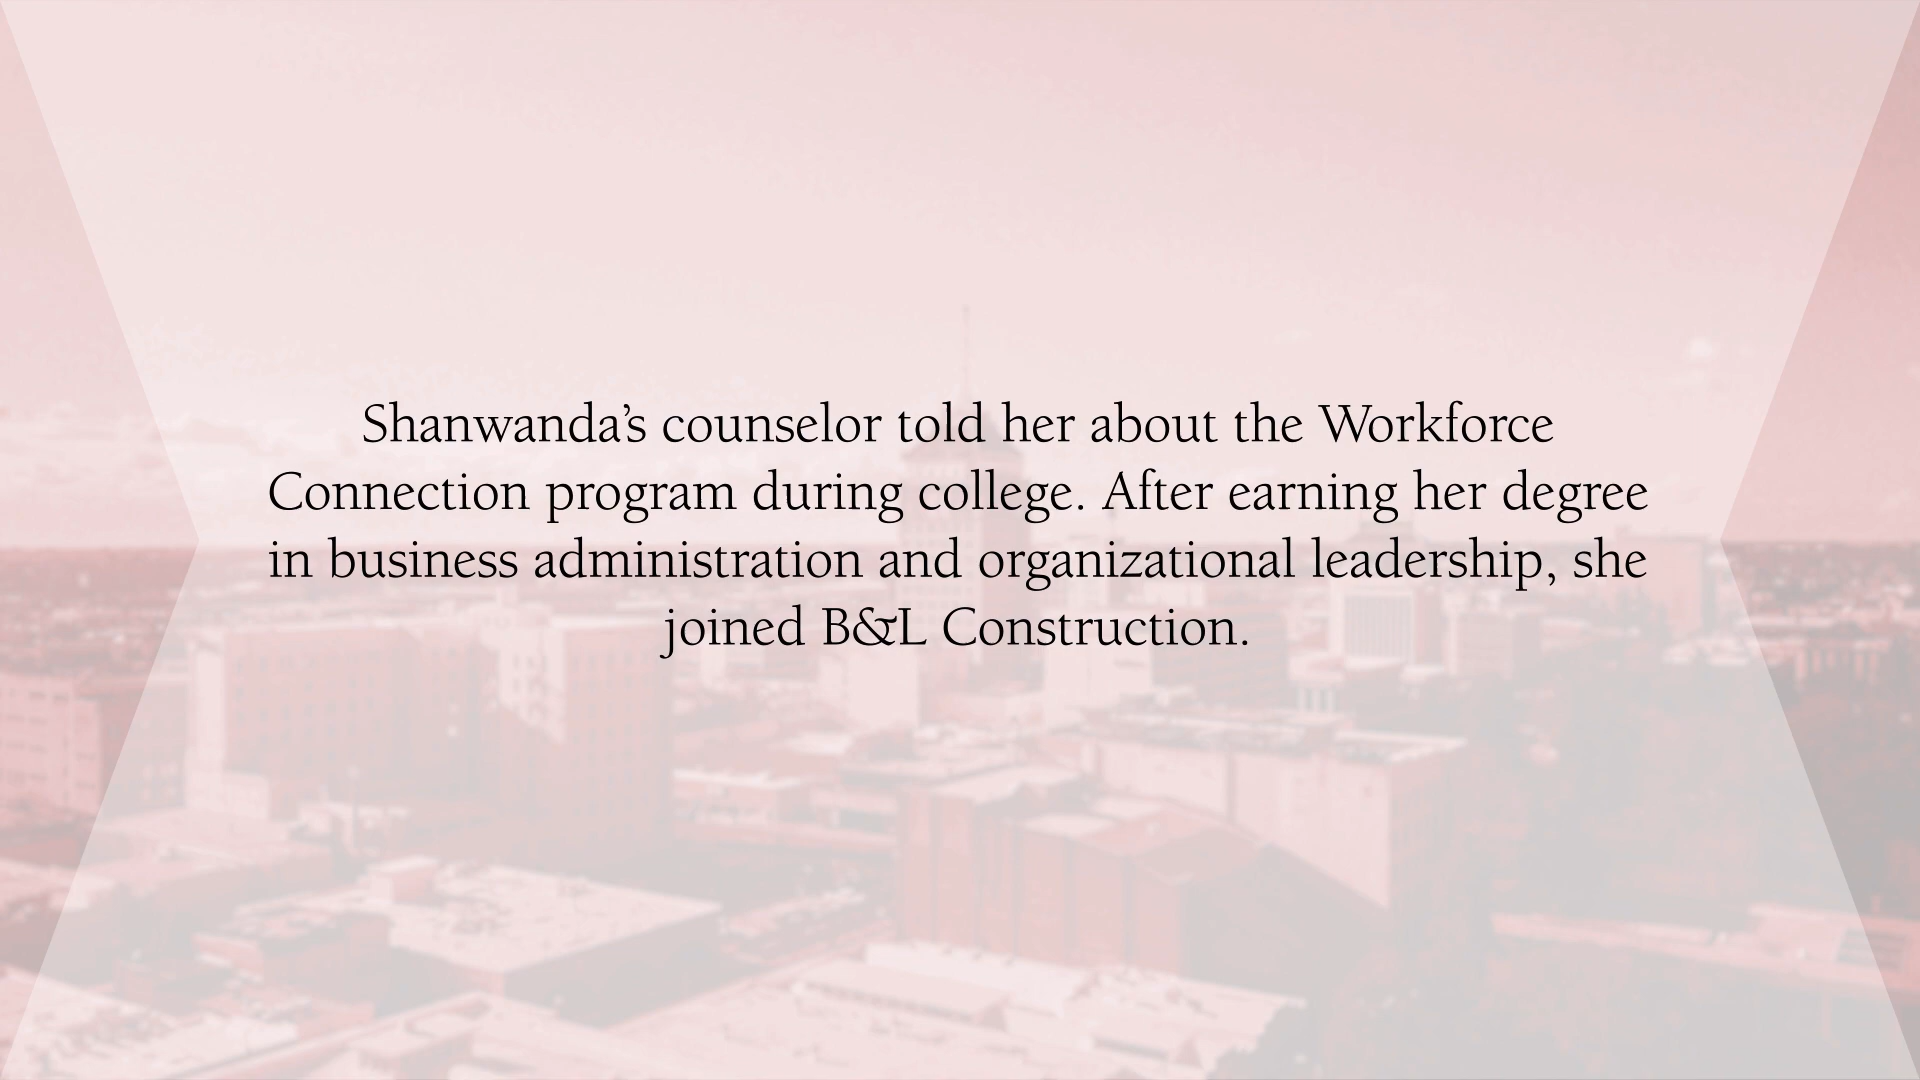 Shanwanda’s counselor told her about the Workforce
Connection program during college. After earning her degree
in business administration and organizational leadership, she
joined B&L Construction.